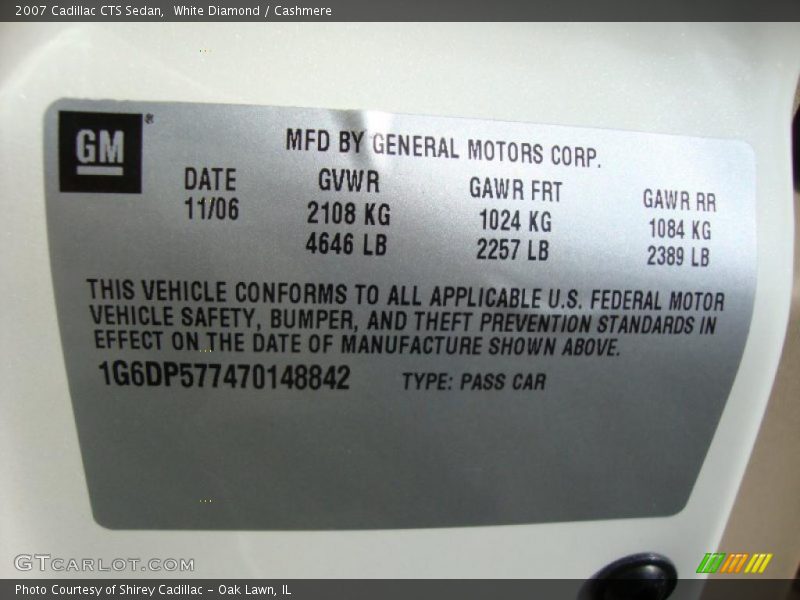 2007 Cadillac CTS Sedan, White Diamond / Cashmere
GM®
MFD BY GENERAL MOTORS CORP.
DATE GVWR GAWR FRT GAWR RR
11/06 2108 KG 1024 KG 1084 KG
4646 LB 2257 LB 2389 LB
THIS VEHICLE CONFORMS TO ALL APPLICABLE U.S. FEDERAL MOTOR
VEHICLE SAFETY, BUMPER, AND THEFT PREVENTION STANDARDS IN
EFFECT ON THE DATE OF MANUFACTURE SHOWN ABOVE.
1G6DP577470148842 TYPE: PASS CAR
GTCARLOT.COM
Photo Courtesy of Shirey Cadillac - Oak Lawn, IL